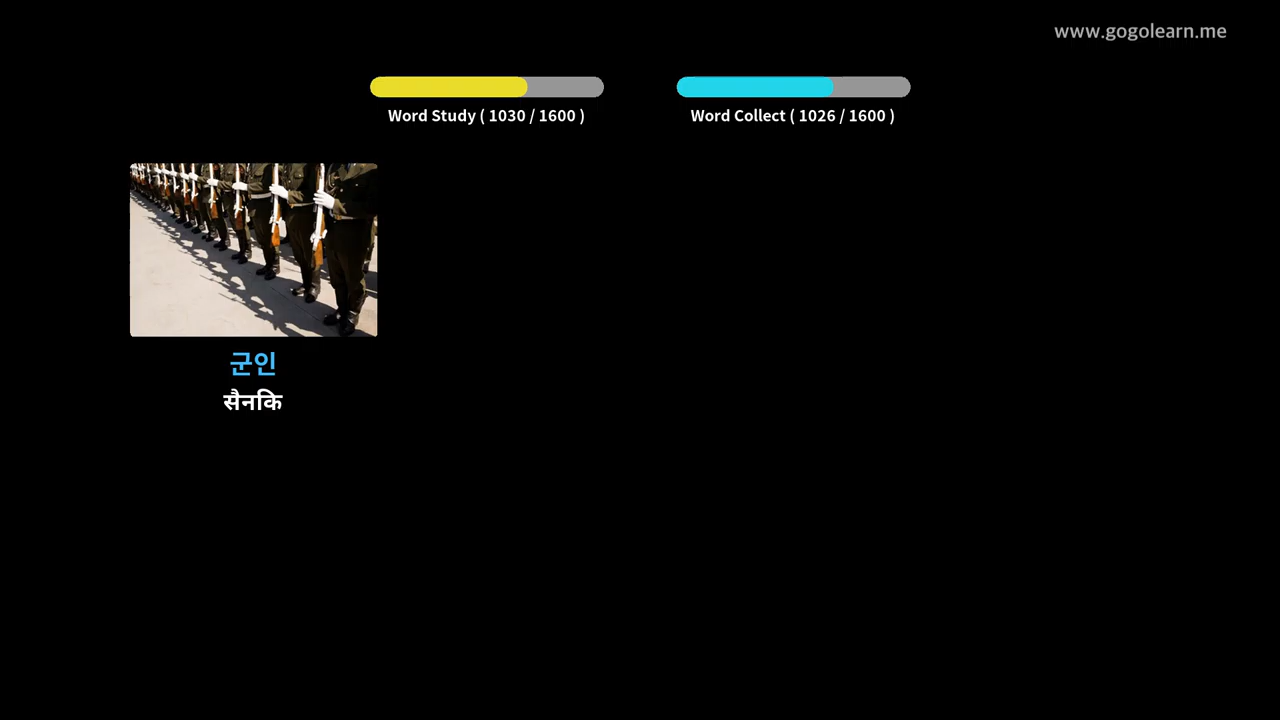 www.gogolearn.me
Word Study ( 1030 / 1600 )
Word Collect ( 1026 / 1600 )
군인
सैनकि